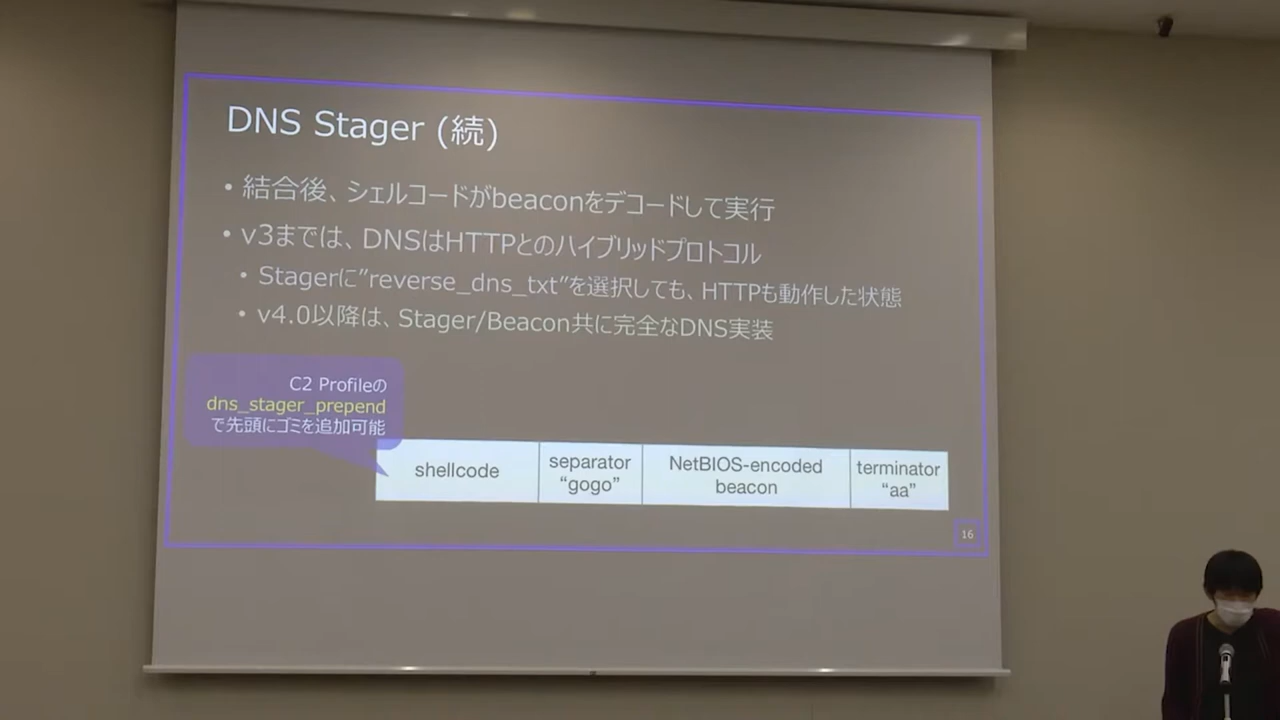 DNS Stager (続)
• 結合後、シェルコードがbeaconをデコードして実行
• v3までは、DNSはHTTPとのハイブリッドプロトコル
• Stagerに”reverse_dns_txt”を選択しても、HTTPも動作した状態
• v4.0以降は、Stager/Beacon共に完全なDNS実装
C2 Profileの
dns_stager_prepend
で先頭にゴミを追加可能
shellcode
separator
“gogo”
NetBIOS-encoded
beacon
terminator
“aa”
16